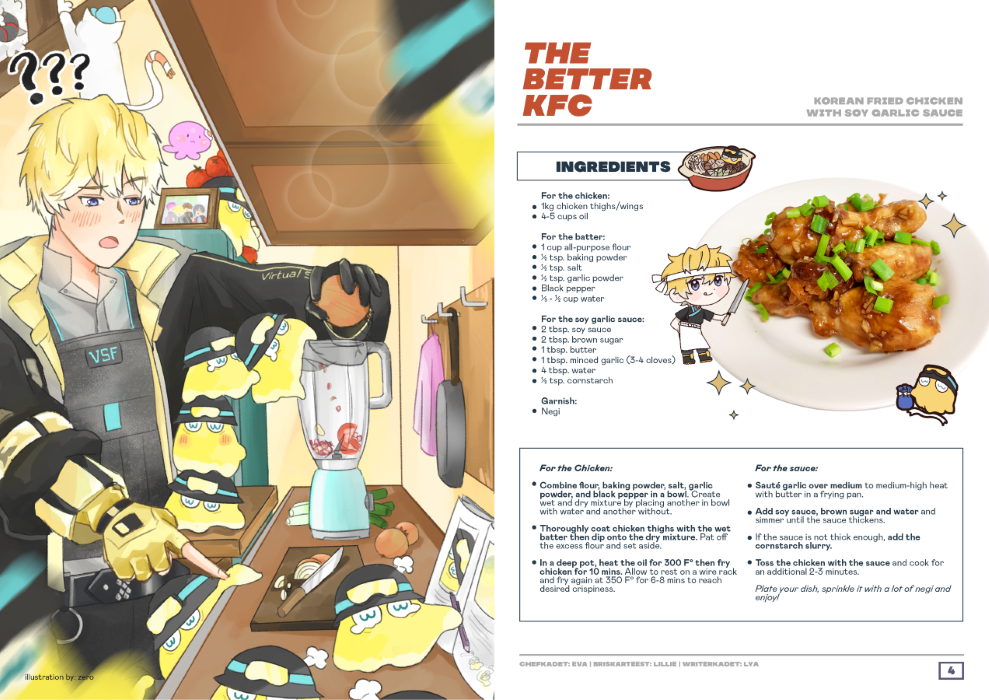 ???
Virtual S
VSF
illustration by: zero
THE
BETTER
KFC
KOREAN FRIED CHICKEN
WITH SOY GARLIC SAUCE
INGREDIENTS
For the chicken:
• 1kg chicken thighs/wings
• 4-5 cups oil
For the batter:
• 1 cup all-purpose flour
• ½ tsp. baking powder
• ½ tsp. salt
• ½ tsp. garlic powder
• Black pepper
• ⅓ - ½ cup water
For the soy garlic sauce:
• 2 tbsp. soy sauce
• 2 tbsp. brown sugar
• 1 tbsp. butter
• 1 tbsp. minced garlic (3-4 cloves)
• 4 tbsp. water
• ½ tsp. cornstarch
Garnish:
• Negi
For the Chicken:
• Combine flour, baking powder, salt, garlic
powder, and black pepper in a bowl. Create
wet and dry mixture by placing another in bowl
with water and another without.
• Thoroughly coat chicken thighs with the wet
batter then dip onto the dry mixture. Pat off
the excess flour and set aside.
• In a deep pot, heat the oil for 300 F° then fry
chicken for 10 mins. Allow to rest on a wire rack
and fry again at 350 F° for 6-8 mins to reach
desired crispiness.
For the sauce:
• Sauté garlic over medium to medium-high heat
with butter in a frying pan.
• Add soy sauce, brown sugar and water and
simmer until the sauce thickens.
• If the sauce is not thick enough, add the
cornstarch slurry.
• Toss the chicken with the sauce and cook for
an additional 2-3 minutes.
Plate your dish, sprinkle it with a lot of negi and
enjoy!
CHEFKADET: EVA | BRISKARTEEST: LILLIE | WRITERKADET: LYA
4